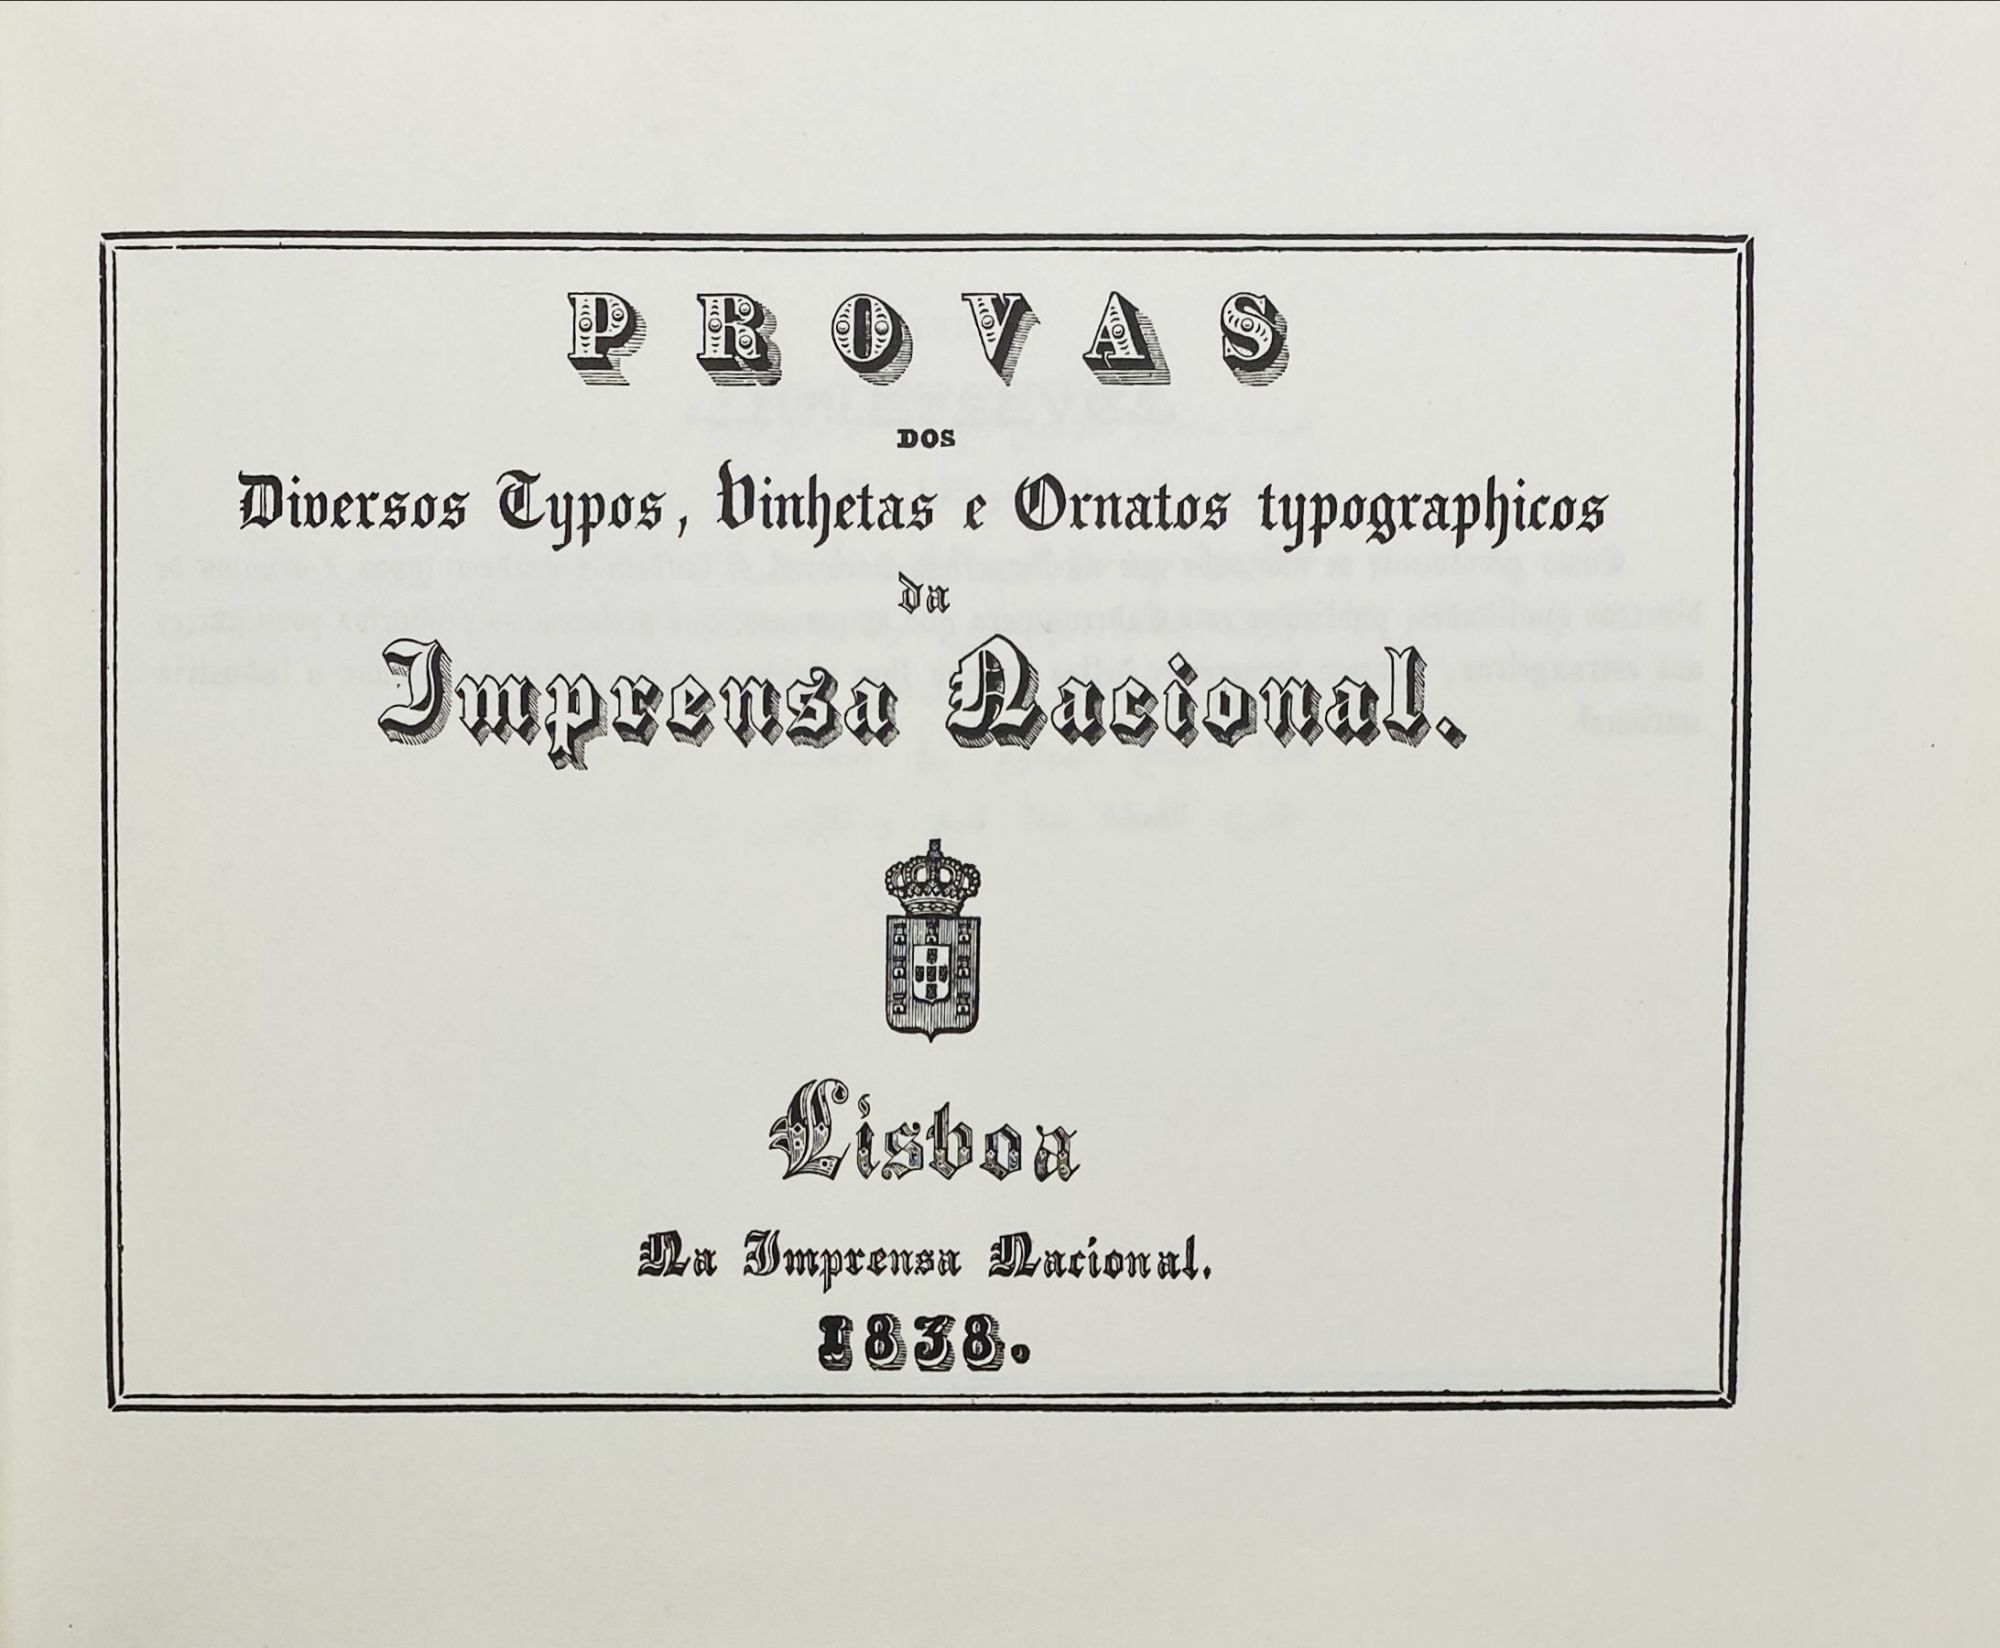 PROVAS
DOS
Diversos Typos, Vinhetas e Ornatos typographicos
da
Imprensa Nacional.
Lisboa
Na Imprensa Nacional.
1838.